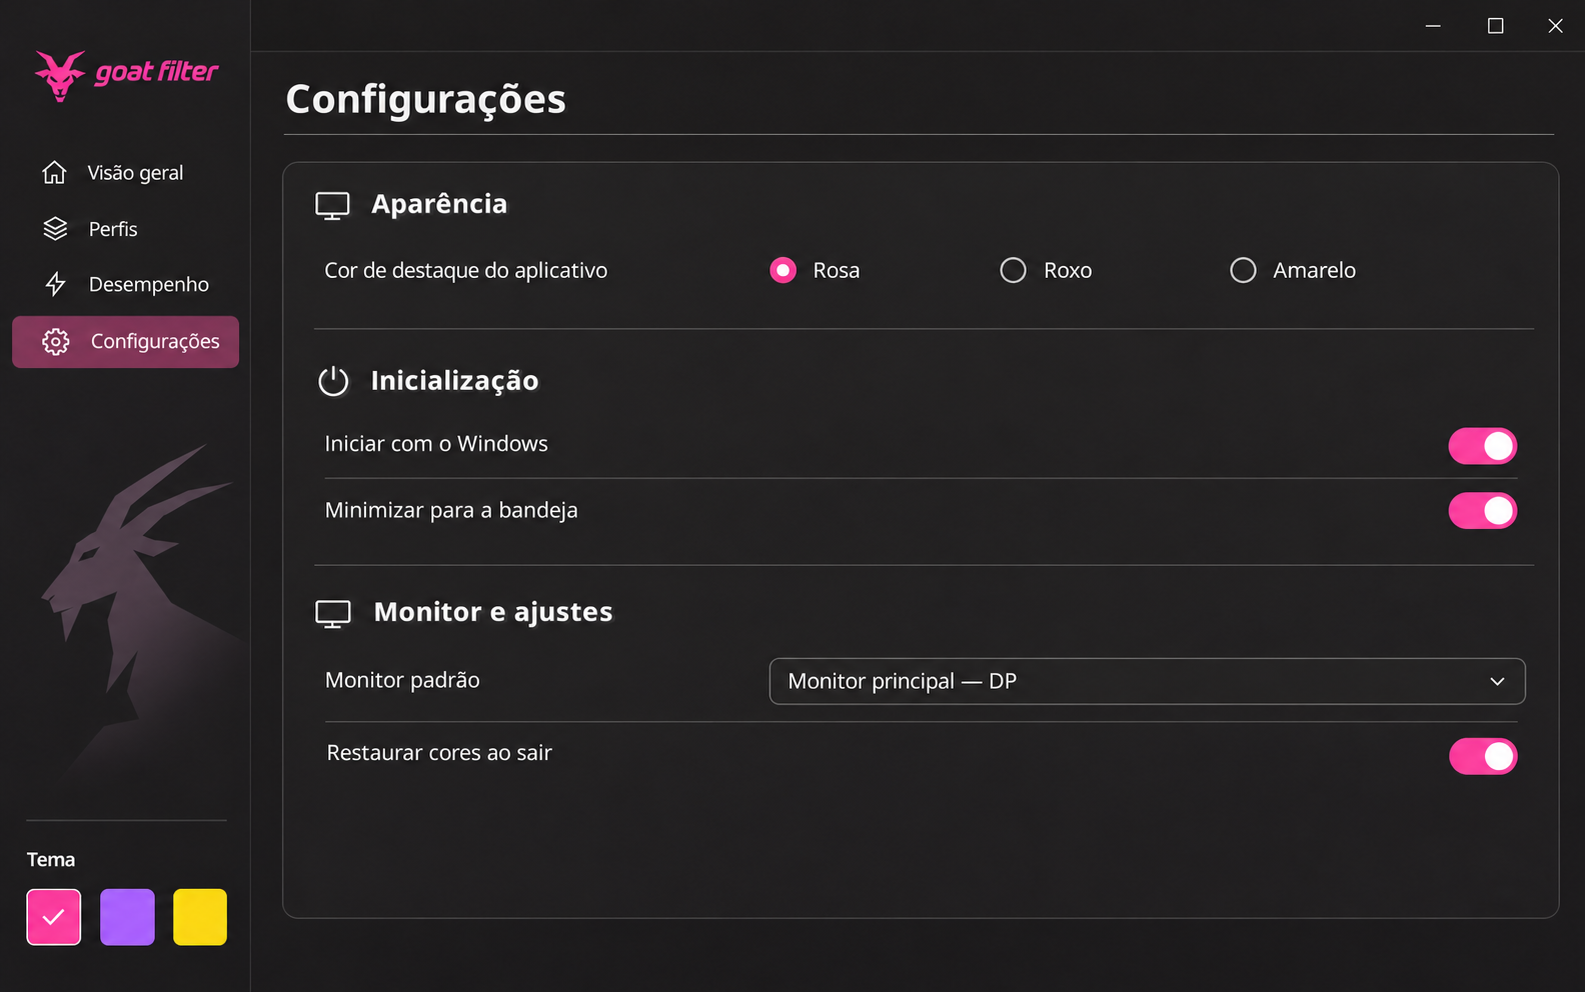 goat filter
Visão geral
Perfis
Desempenho
Configurações
Tema
Configurações
Aparência
Cor de destaque do aplicativo
Rosa
Roxo
Amarelo
Inicialização
Iniciar com o Windows
Minimizar para a bandeja
Monitor e ajustes
Monitor padrão
Monitor principal — DP
Restaurar cores ao sair